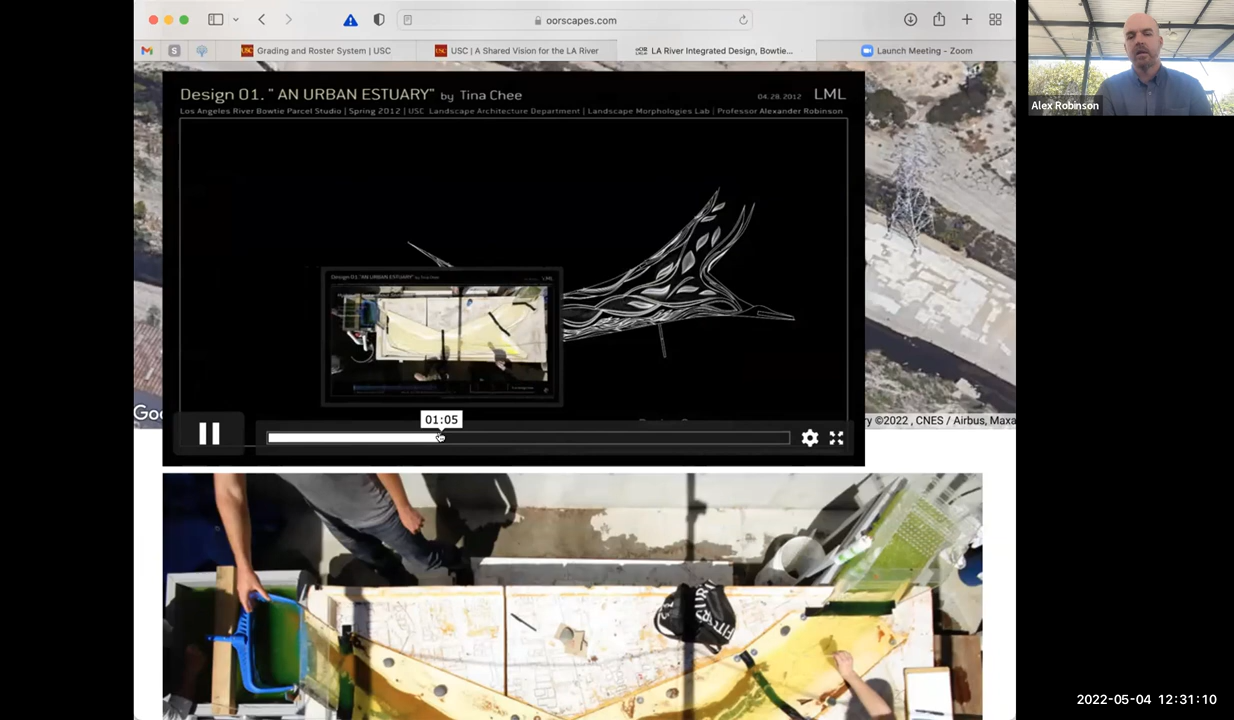 oorscapes.com
Grading and Roster System | USC
USC | A Shared Vision for the LA River
LA River Integrated Design, Bowtie...
Launch Meeting - Zoom
Design 01. " AN URBAN ESTUARY" by Tina Chee
04.28.2012
LML
Los Angeles River Bowtie Parcel Studio | Spring 2012 | USC Landscape Architecture Department | Landscape Morphologies Lab | Professor Alexander Robinson
Alex Robinson
Design 01. "AN URBAN ESTUARY" by Tina Chee
LML
01:05
Goo
y ©2022 , CNES / Airbus, Maxa
2022-05-04 12:31:10